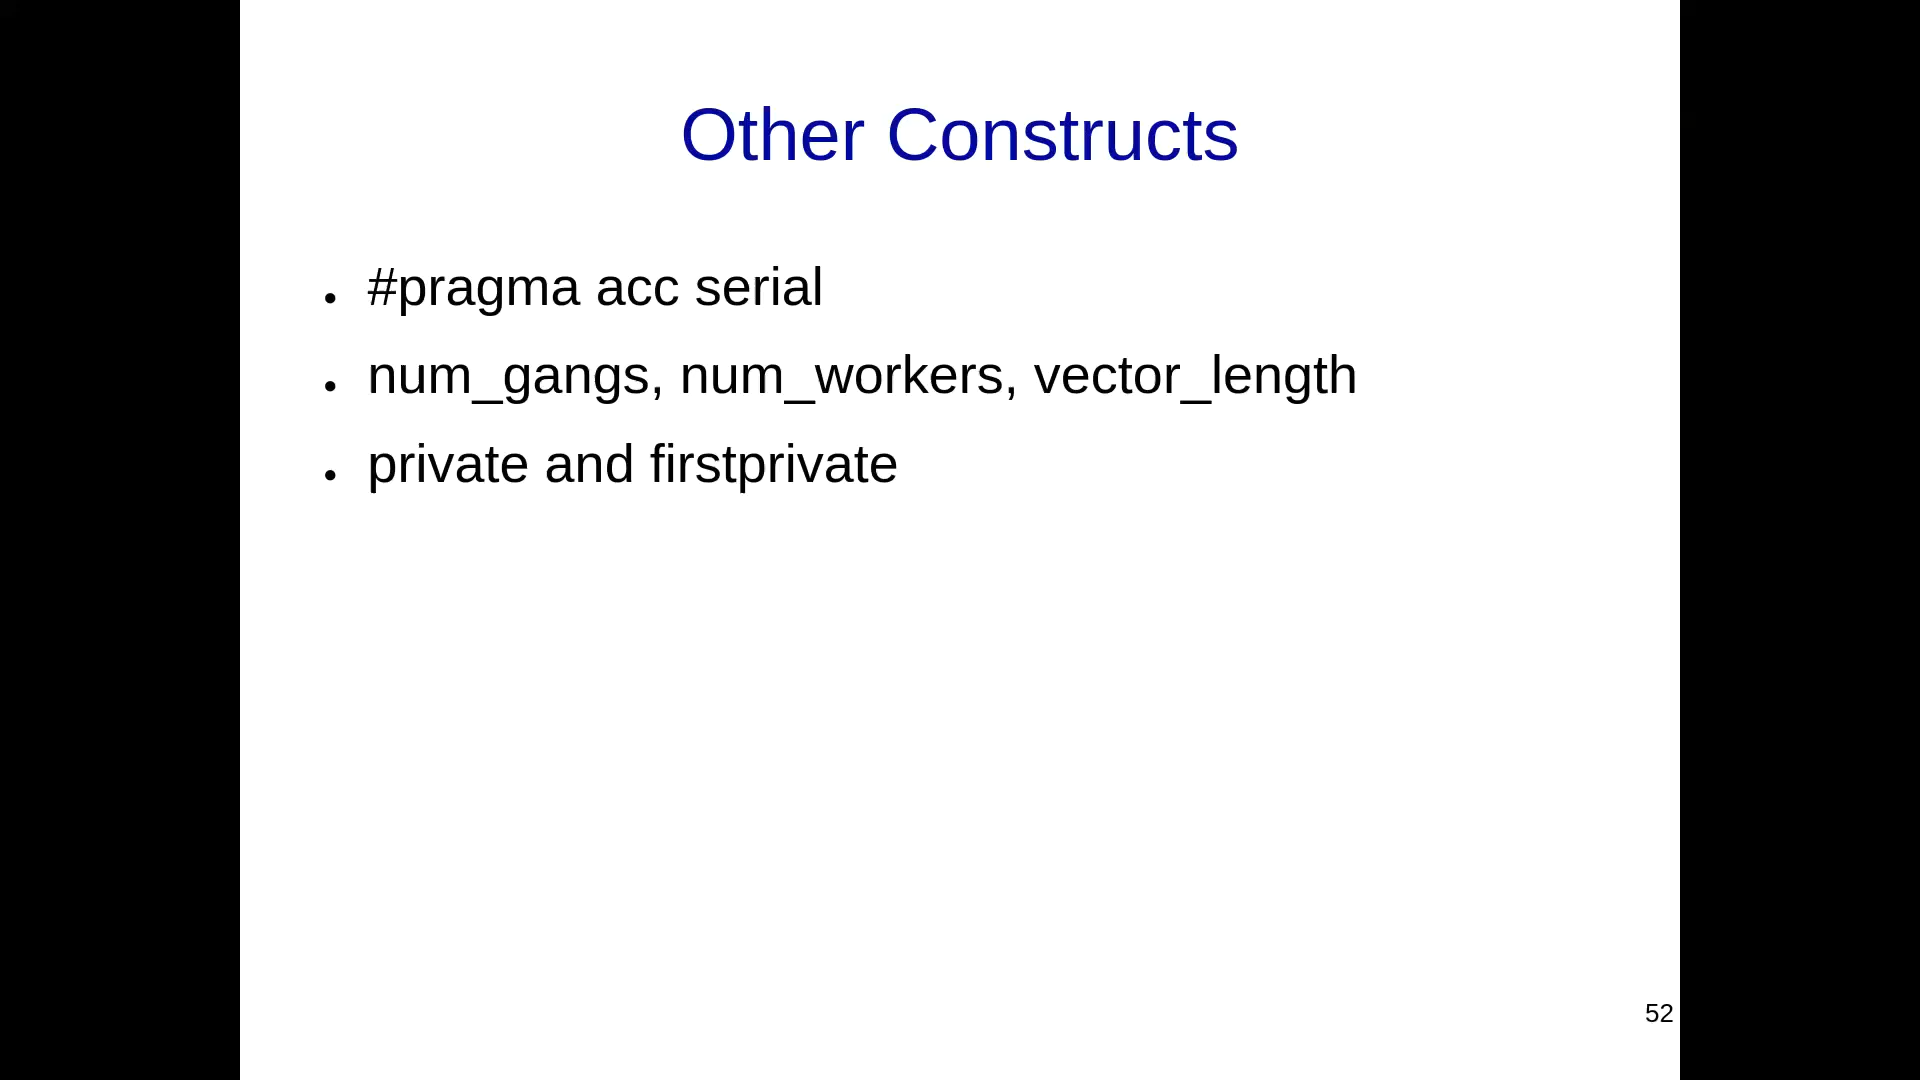 Other Constructs
• #pragma acc serial
• num_gangs, num_workers, vector_length
• private and firstprivate
52